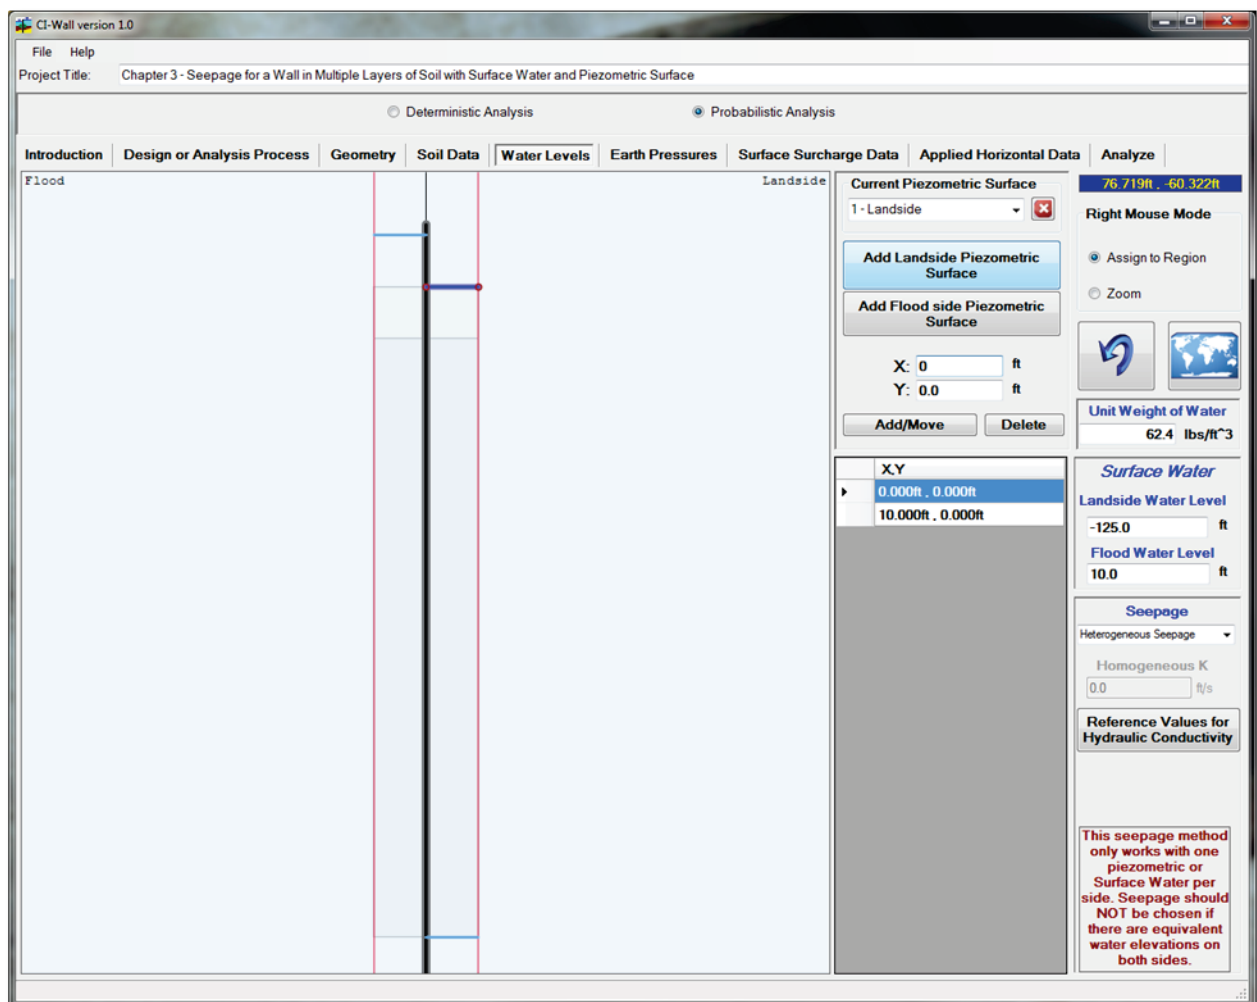 CI-Wall version 1.0
File Help
Project Title: Chapter 3 - Seepage for a Wall in Multiple Layers of Soil with Surface Water and Piezometric Surface
Deterministic Analysis Probabilistic Analysis
Introduction Design or Analysis Process Geometry Soil Data Water Levels Earth Pressures Surface Surcharge Data Applied Horizontal Data Analyze
Flood Landside
Current Piezometric Surface
1 - Landside
Add Landside Piezometric
Surface
Add Flood side Piezometric
Surface
X: 0 ft
Y: 0.0 ft
Add/Move Delete
X,Y
0.000ft , 0.000ft
10.000ft , 0.000ft
76.719ft , -60.322ft
Right Mouse Mode
Assign to Region
Zoom
Unit Weight of Water
62.4 lbs/ft^3
Surface Water
Landside Water Level
-125.0 ft
Flood Water Level
10.0 ft
Seepage
Heterogeneous Seepage
Homogeneous K
0.0 ft/s
Reference Values for
Hydraulic Conductivity
This seepage method
only works with one
piezometric or
Surface Water per
side. Seepage should
NOT be chosen if
there are equivalent
water elevations on
both sides.